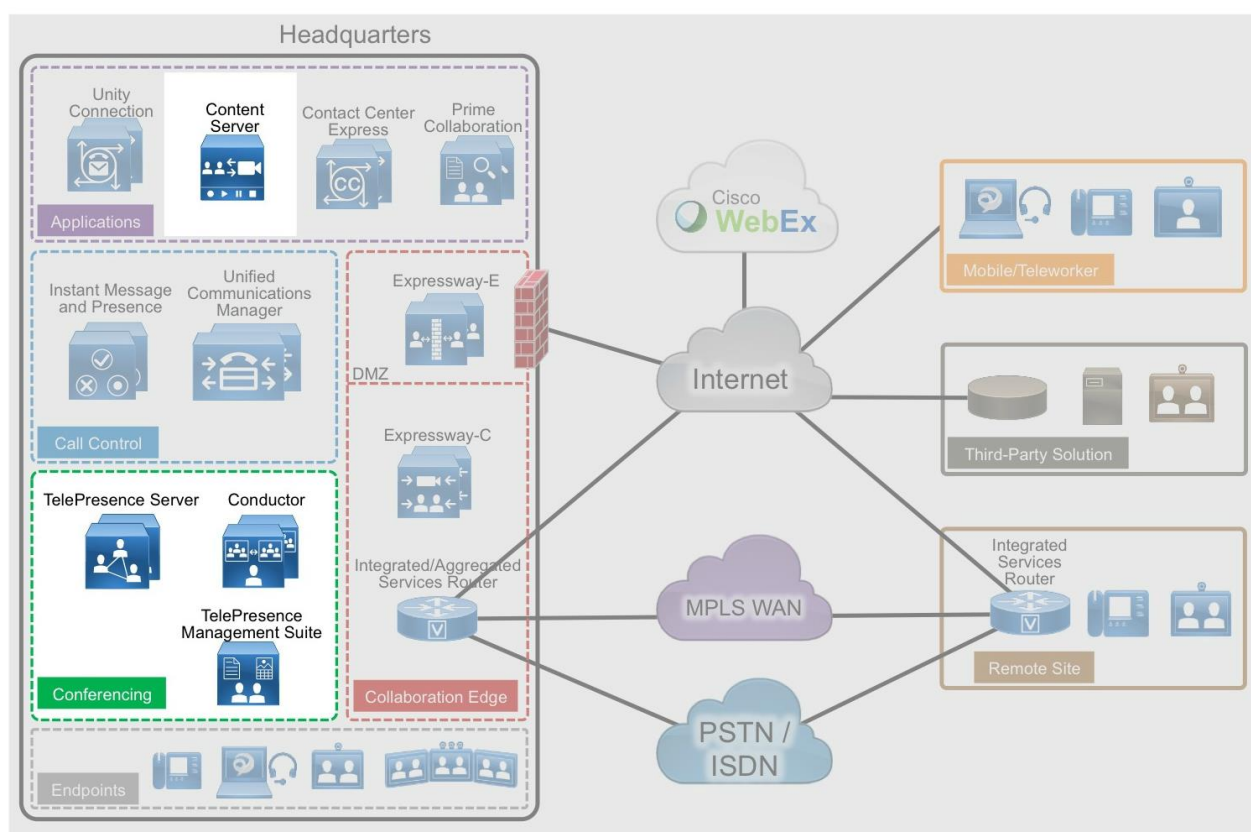 Headquarters
Unity
Connection
Content
Server
Contact Center
Express
Prime
Collaboration
CC
Applications
Instant Message
and Presence
Unified
Communications
Manager
Call Control
Expressway-E
DMZ
Expressway-C
Integrated/Aggregated
Services Router
V
Collaboration Edge
TelePresence Server
Conductor
TelePresence
Management Suite
Conferencing
Endpoints
Cisco
WebEx
Internet
MPLS WAN
PSTN /
ISDN
Mobile/Teleworker
Third-Party Solution
Integrated
Services
Router
V
Remote Site